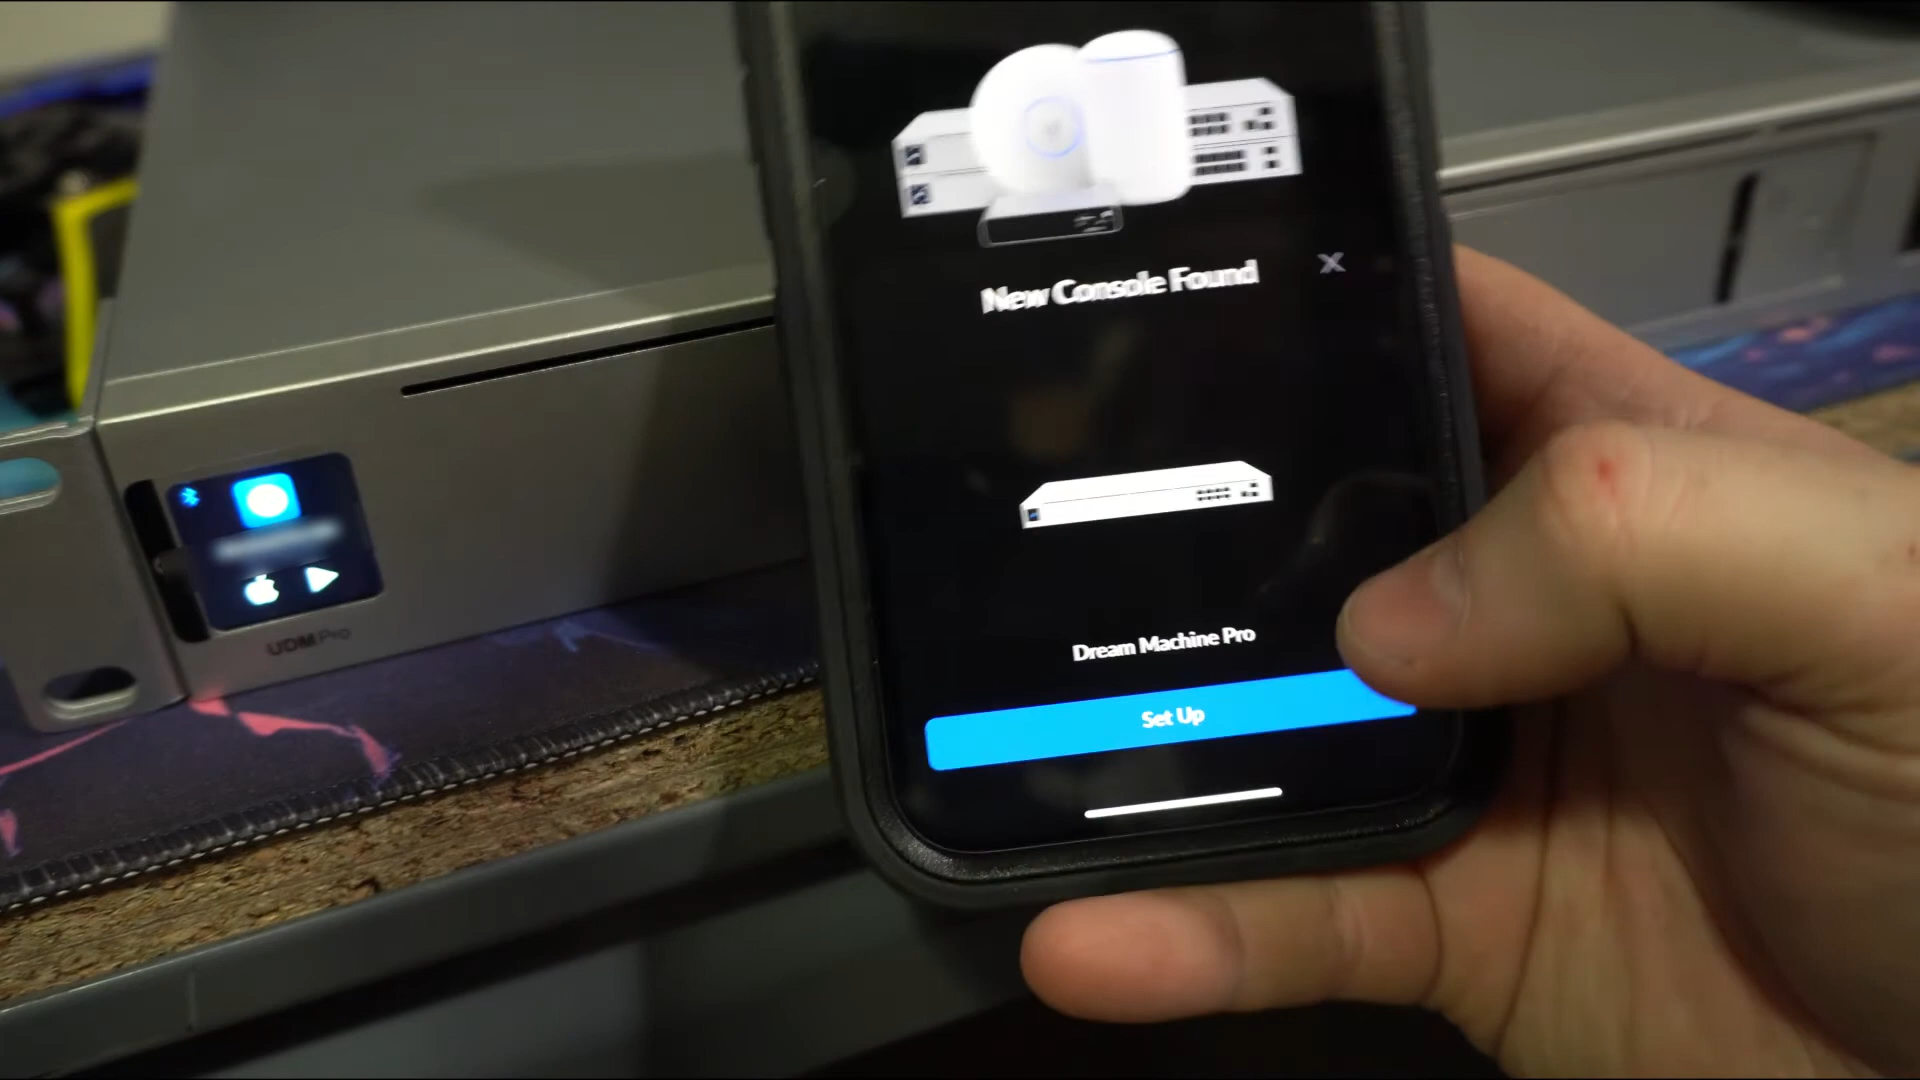 New Console Found
X
Dream Machine Pro
Set Up
UDM Pro